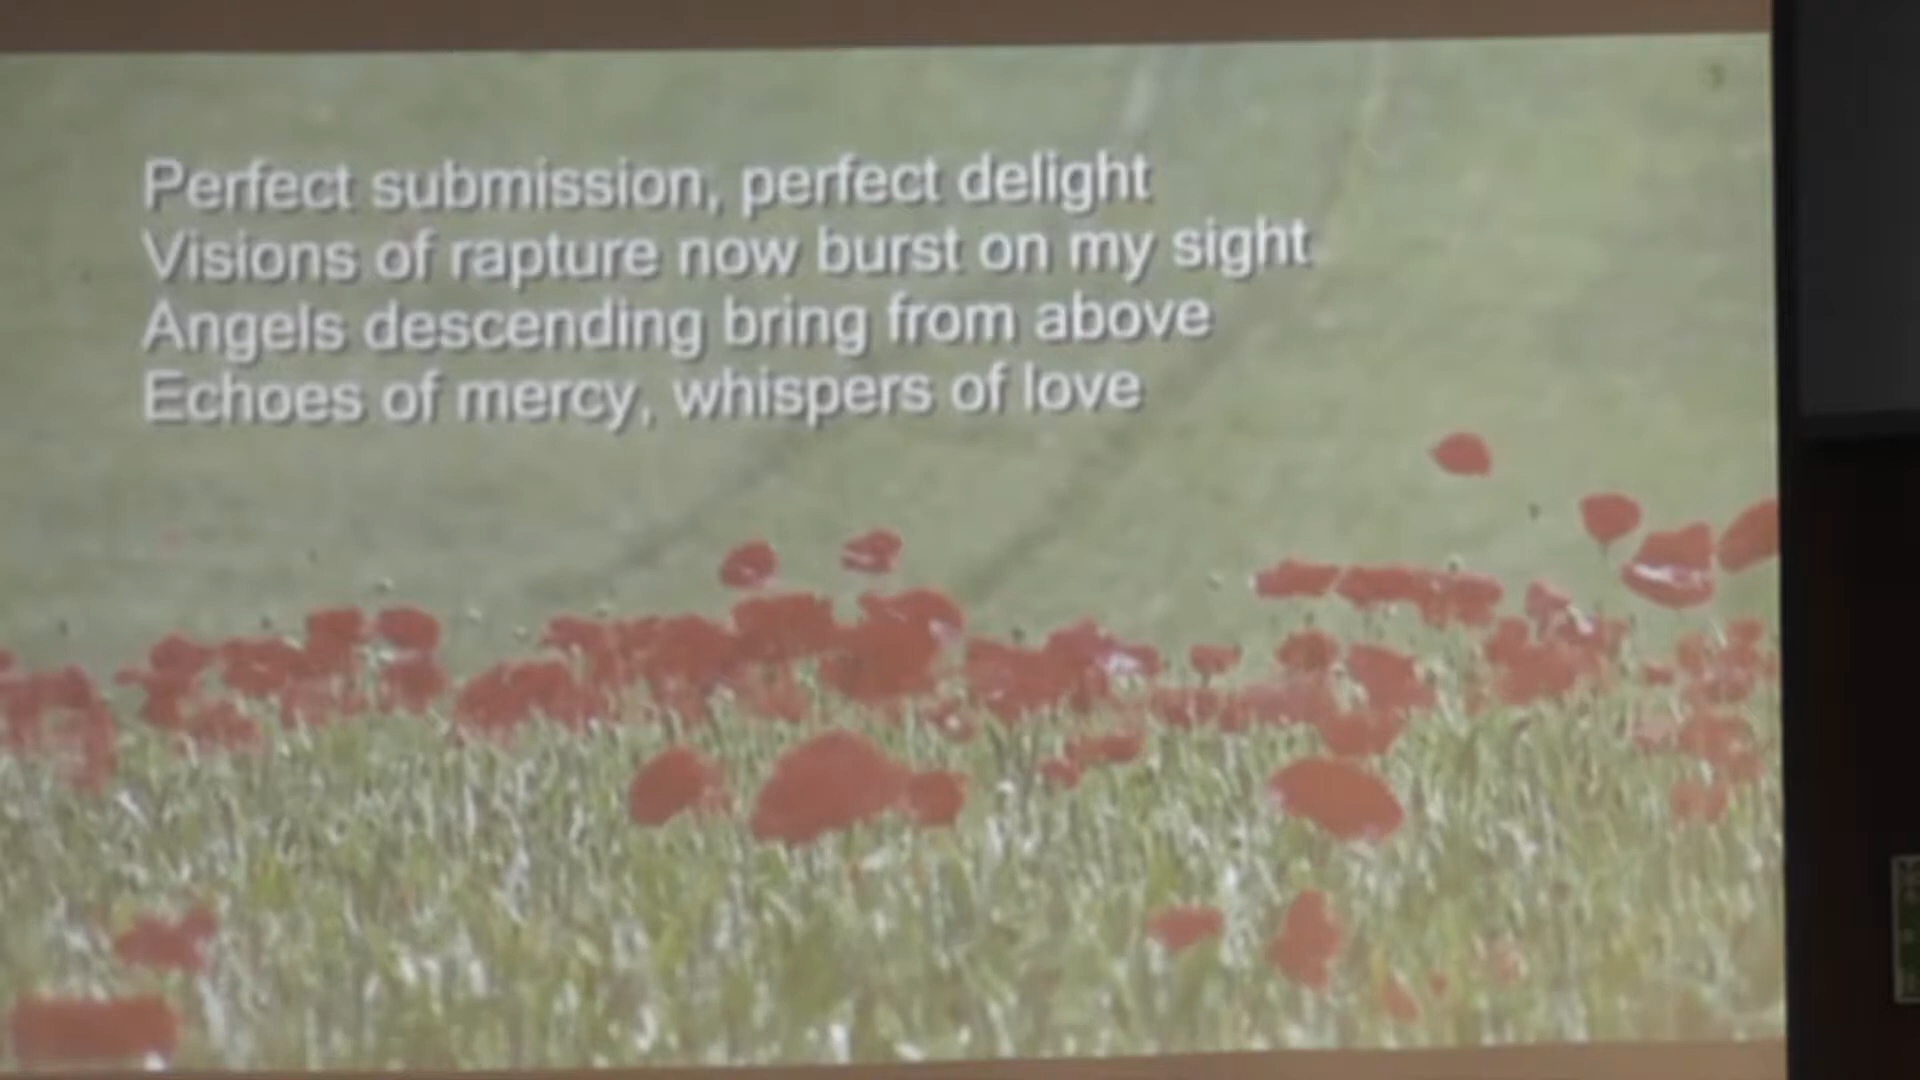 Perfect submission, perfect delight
Visions of rapture now burst on my sight
Angels descending bring from above
Echoes of mercy, whispers of love